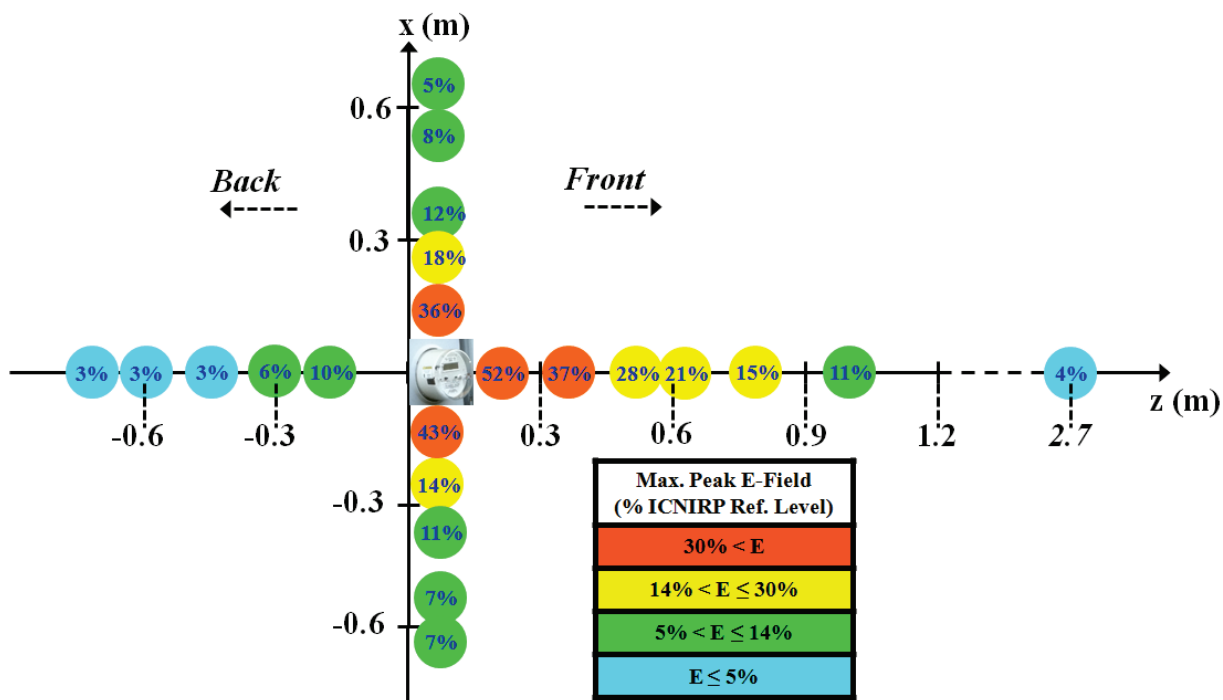 x (m)
5%
0.6
8%
Back
Front
12%
0.3
18%
36%
3% 3% 3% 6% 10% 52% 37% 28% 21% 15% 11% 4%
z (m)
-0.6 -0.3 0.3 0.6 0.9 1.2 2.7
43%
14%
-0.3
11%
7%
-0.6
7%
Max. Peak E-Field
(% ICNIRP Ref. Level)
30% < E
14% < E ≤ 30%
5% < E ≤ 14%
E ≤ 5%